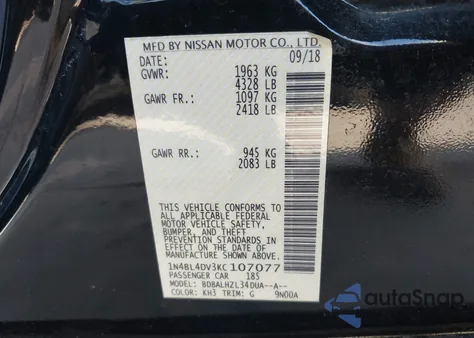 MFD BY NISSAN MOTOR CO., LTD.
DATE: 09/18
GVWR: 1963 KG
4328 LB
GAWR FR.: 1097 KG
2418 LB
GAWR RR.: 945 KG
2083 LB
THIS VEHICLE CONFORMS TO
ALL APPLICABLE FEDERAL
MOTOR VEHICLE SAFETY,
BUMPER, AND THEFT
PREVENTION STANDARDS IN
EFFECT ON THE DATE OF
MANUFACTURE SHOWN ABOVE.
1N4BL4DV3KC107077
PASSENGER CAR 185
MODEL: BDBALHZL34DUA--A--
COLOR: KH3 TRIM: G 9N00A
AutoSnap